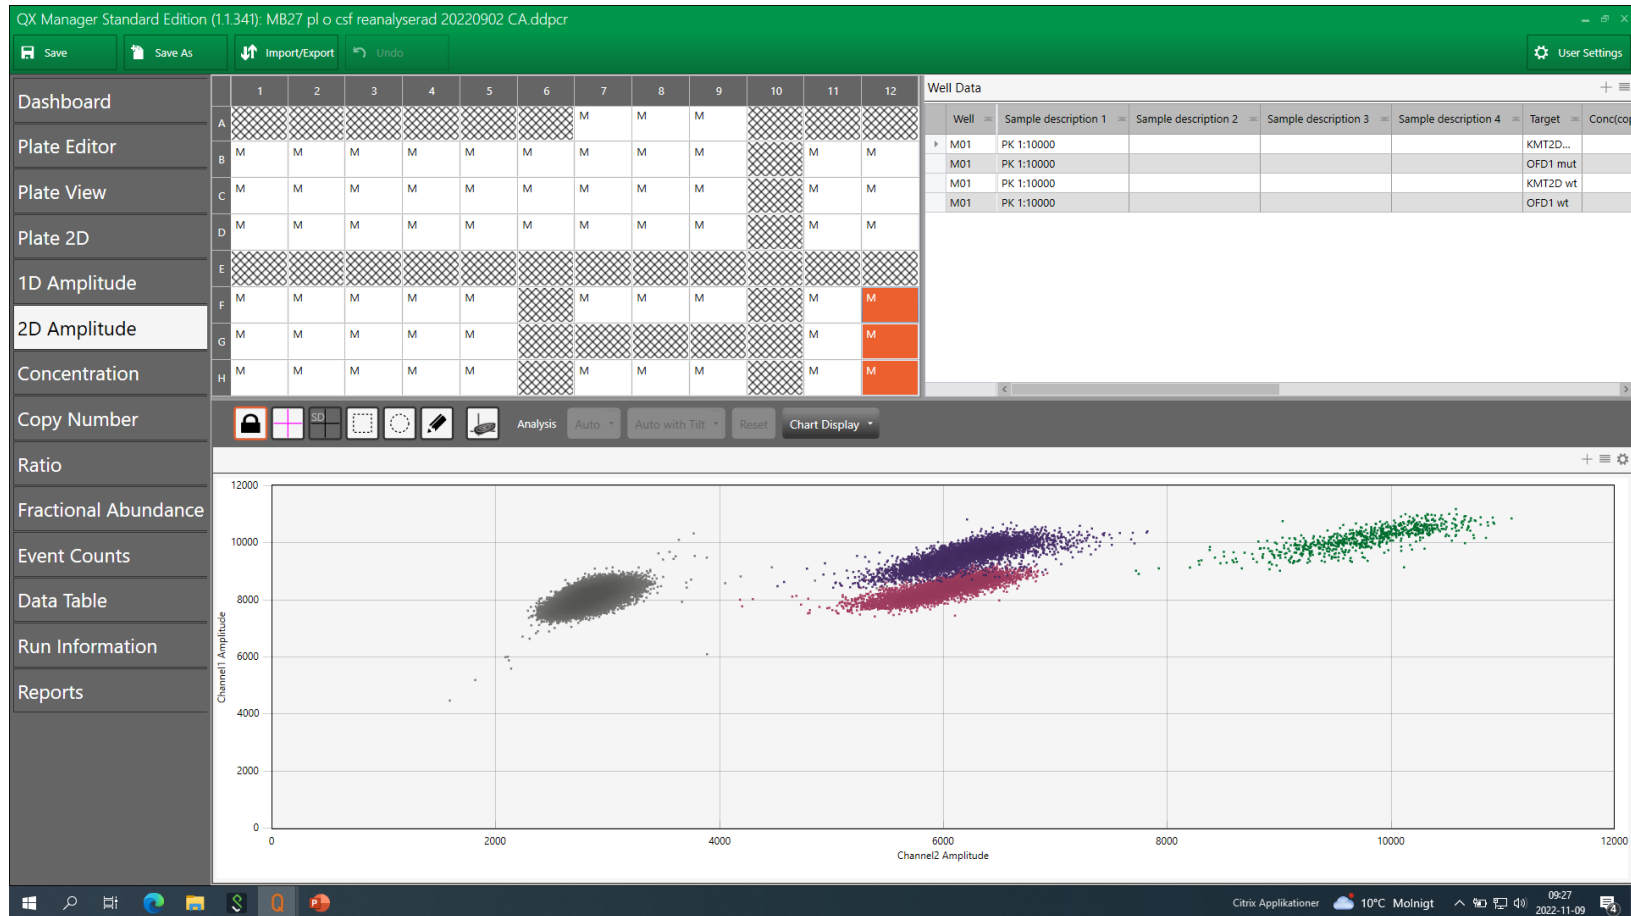 QX Manager Standard Edition (1.1.341): MB27 pl o csf reanalyserad 20220902 CA.ddpcr
Save
Save As
Import/Export
Undo
User Settings
Dashboard
Plate Editor
Plate View
Plate 2D
1D Amplitude
2D Amplitude
Concentration
Copy Number
Ratio
Fractional Abundance
Event Counts
Data Table
Run Information
Reports
1 2 3 4 5 6 7 8 9 10 11 12
A M M M
B M M M M M M M M M M M
C M M M M M M M M M M M
D M M M M M M M M M M M
E
F M M M M M M M M M M
G M M M M M M M
H M M M M M M M M M M
Well Data
Well Sample description 1 Sample description 2 Sample description 3 Sample description 4 Target Conc(cop
M01 PK 1:10000 KMT2D...
M01 PK 1:10000 OFD1 mut
M01 PK 1:10000 KMT2D wt
M01 PK 1:10000 OFD1 wt
SD
Analysis
Auto
Auto with Tilt
Reset
Chart Display
12000
10000
8000
6000
4000
2000
0
Channel1 Amplitude
0 2000 4000 6000 8000 10000 12000
Channel2 Amplitude
Citrix Applikationer
10°C Molnigt
09:27
2022-11-09
4